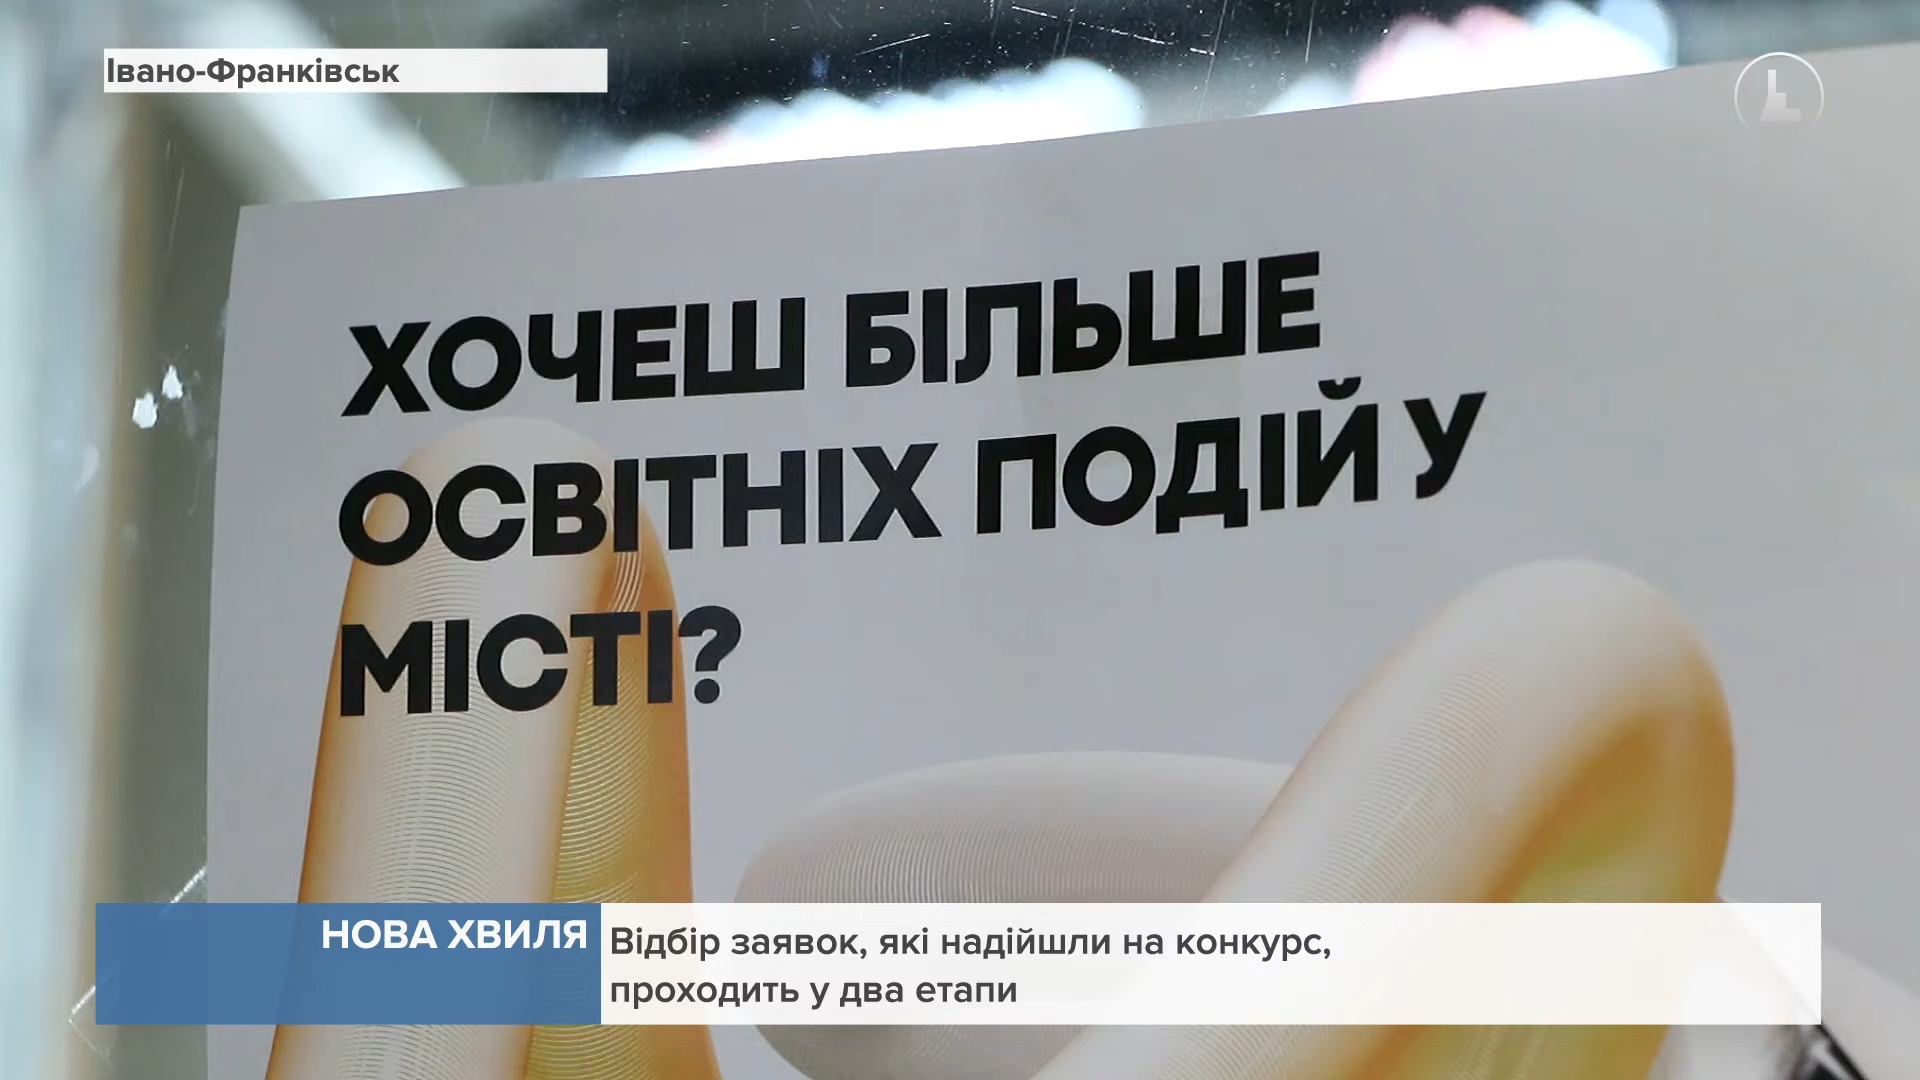 Івано-Франківськ
ХОЧЕШ БІЛЬШЕ
ОСВІТНІХ ПОДІЙ У
МІСТІ?
НОВА ХВИЛЯ
Відбір заявок, які надійшли на конкурс,
проходить у два етапи